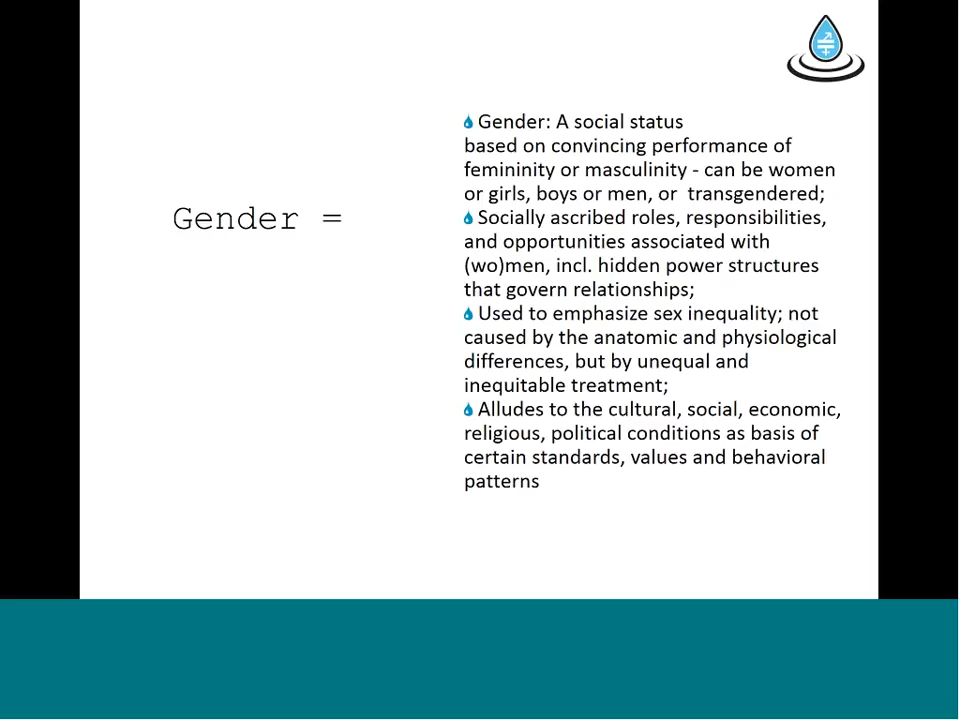 Gender =
Gender: A social status
based on convincing performance of
femininity or masculinity - can be women
or girls, boys or men, or transgendered;
Socially ascribed roles, responsibilities,
and opportunities associated with
(wo)men, incl. hidden power structures
that govern relationships;
Used to emphasize sex inequality; not
caused by the anatomic and physiological
differences, but by unequal and
inequitable treatment;
Alludes to the cultural, social, economic,
religious, political conditions as basis of
certain standards, values and behavioral
patterns